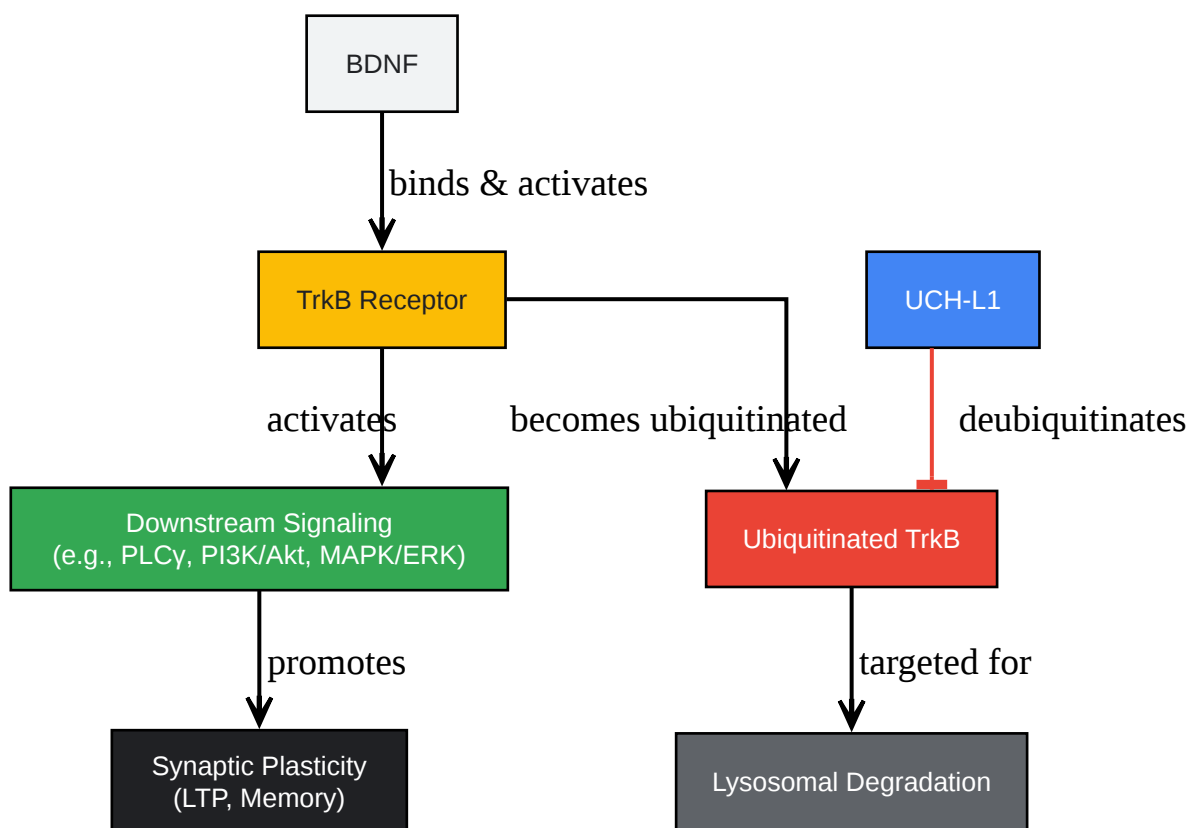 BDNF
binds & activates
TrkB Receptor
UCH-L1
activates
becomes ubiquitinated
deubiquitinates
Downstream Signaling
(e.g., PLCγ, PI3K/Akt, MAPK/ERK)
Ubiquitinated TrkB
promotes
targeted for
Synaptic Plasticity
(LTP, Memory)
Lysosomal Degradation